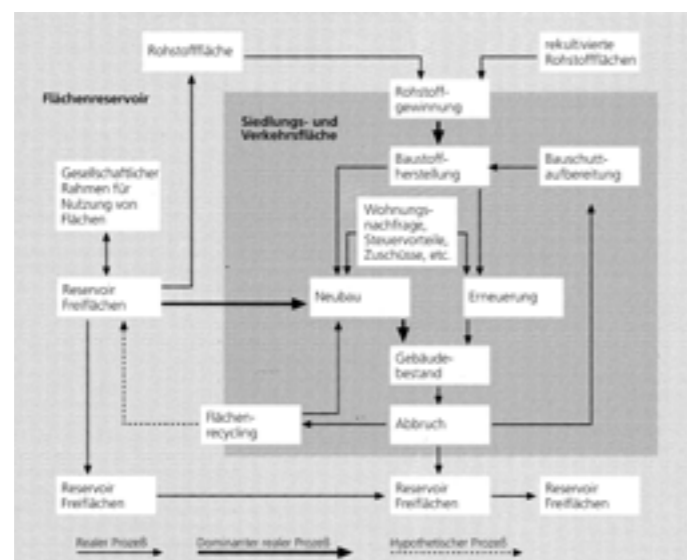 Rohstofffläche
rekultivierte
Rohstoffflächen
Flächenreservoir
Rohstoff-
gewinnung
Siedlungs- und
Verkehrsfläche
Gesellschaftlicher
Rahmen für
Nutzung von
Flächen
Baustoff-
herstellung
Bauschutt-
aufbereitung
Wohnungs-
nachfrage,
Steuervorteile,
Zuschüsse, etc.
Reservoir
Freiflächen
Neubau
Erneuerung
Gebäude-
bestand
Flächen-
recycling
Abbruch
Reservoir
Freiflächen
Reservoir
Freiflächen
Reservoir
Freiflächen
Realer Prozeß
Dominanter realer Prozeß
Hypothetischer Prozeß